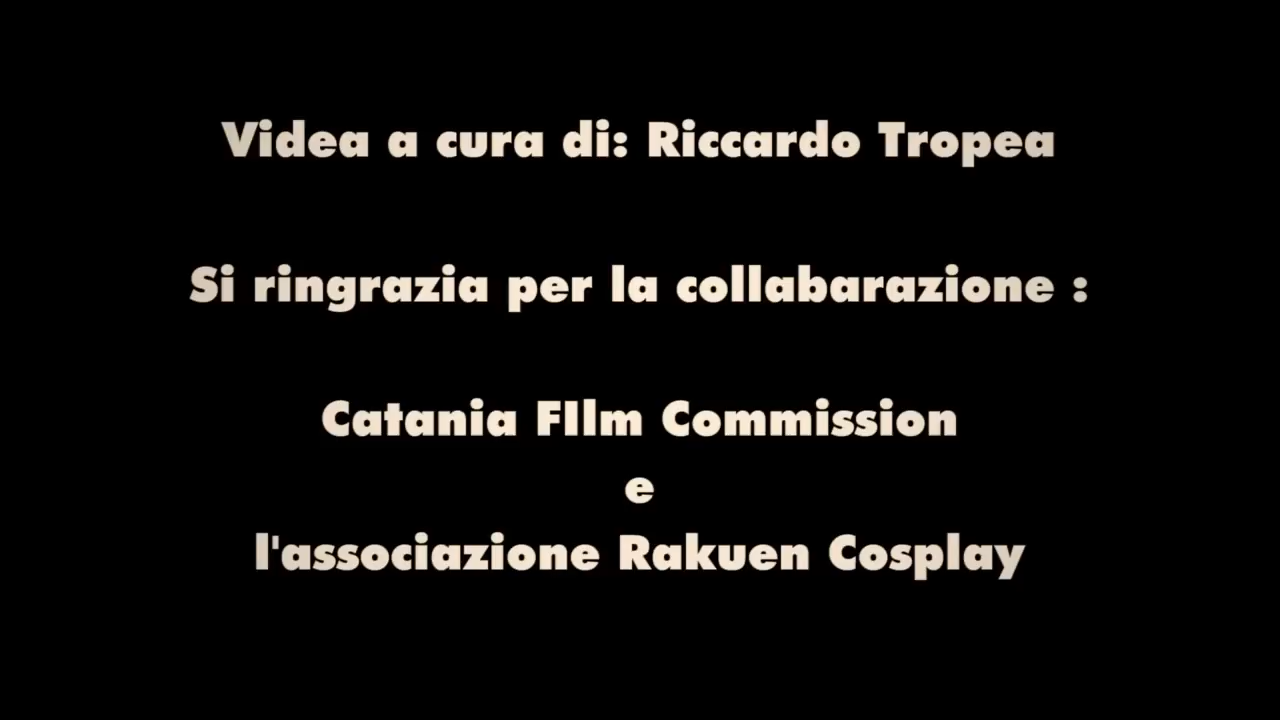 Videa a cura di: Riccardo Tropea
Si ringrazia per la collabarazione :
Catania FIlm Commission
e
l'associazione Rakuen Cosplay